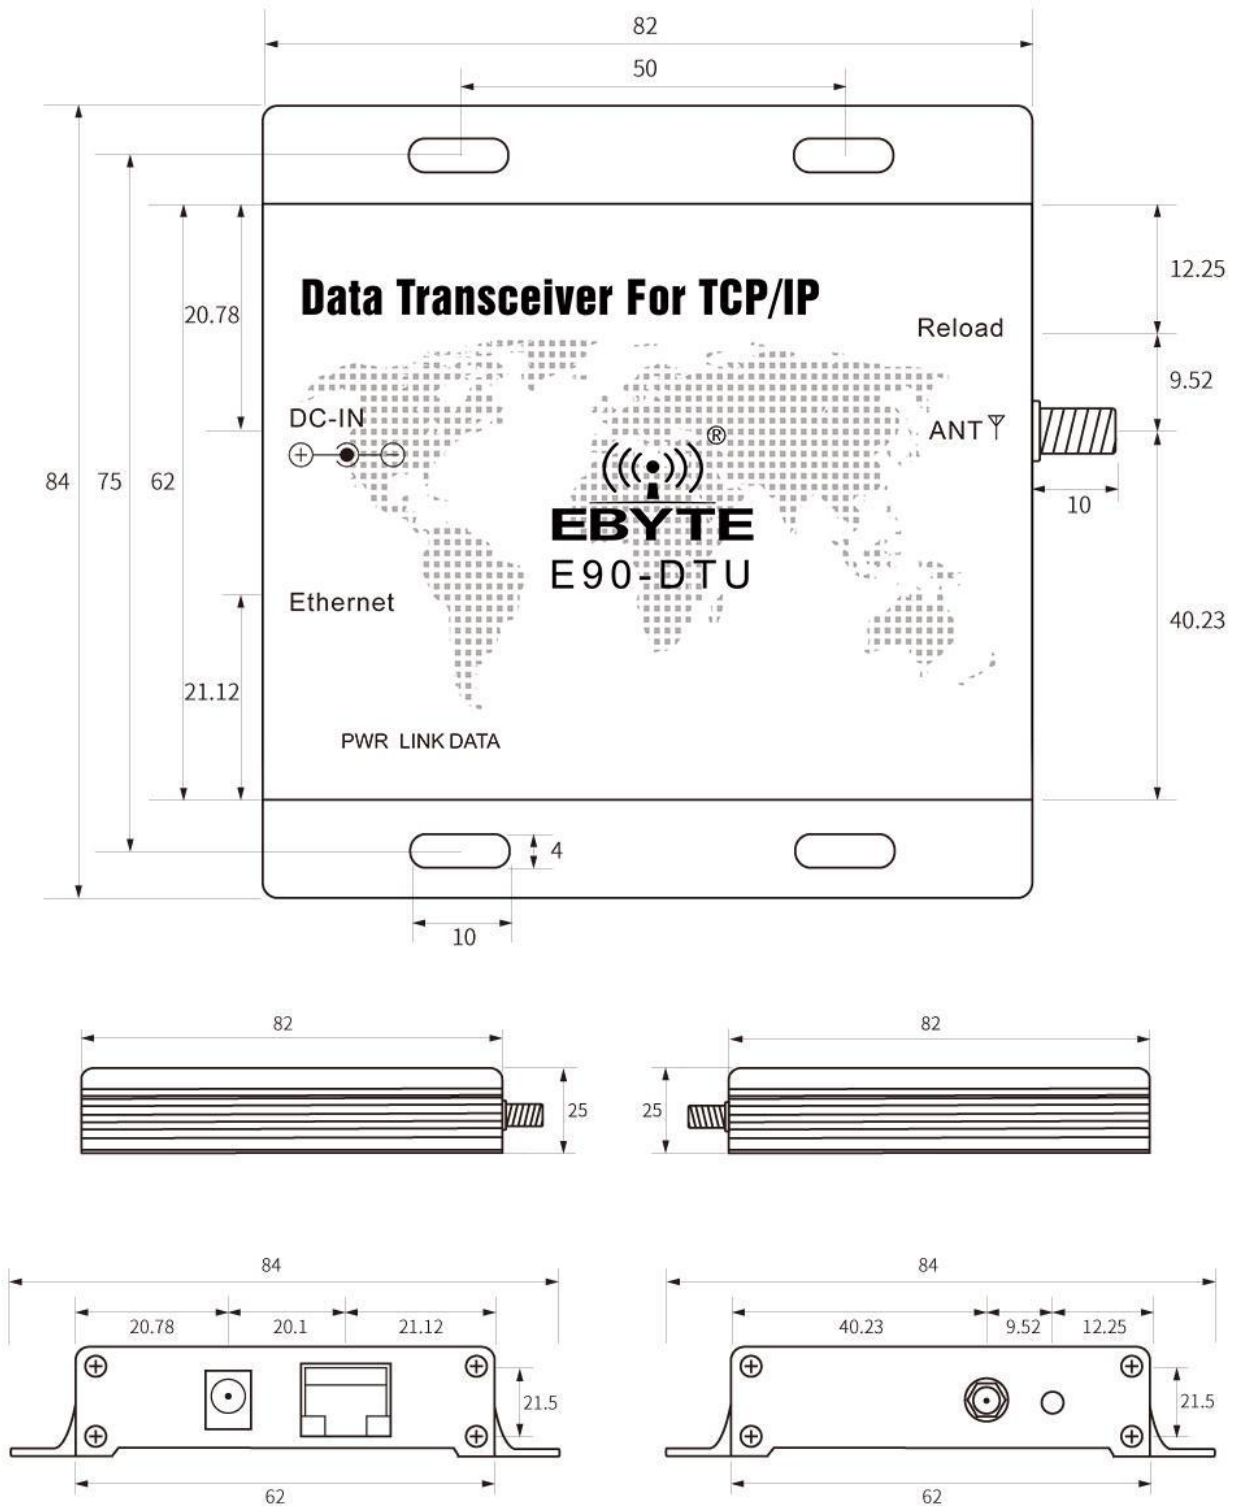 82
50
12.25
Data Transceiver For TCP/IP
20.78
Reload
9.52
DC-IN
ANT
®
84
75
62
10
EBYTE
E90-DTU
Ethernet
40.23
21.12
PWR LINK DATA
4
10
82
82
25
25
84
84
20.78 20.1 21.12
40.23 9.52 12.25
21.5
21.5
62
62